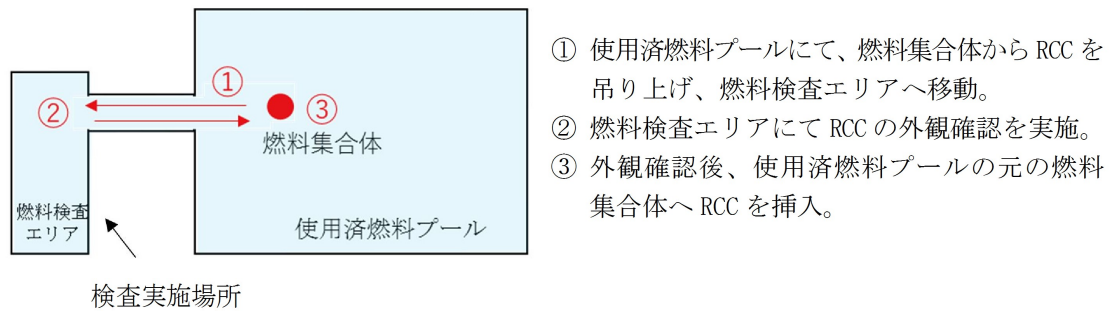 ①
②
③
燃料集合体
燃料検査
エリア
使用済燃料プール
検査実施場所
① 使用済燃料プールにて、燃料集合体から RCC を
吊り上げ、燃料検査エリアへ移動。
② 燃料検査エリアにて RCC の外観確認を実施。
③ 外観確認後、使用済燃料プールの元の燃料
集合体へ RCC を挿入。